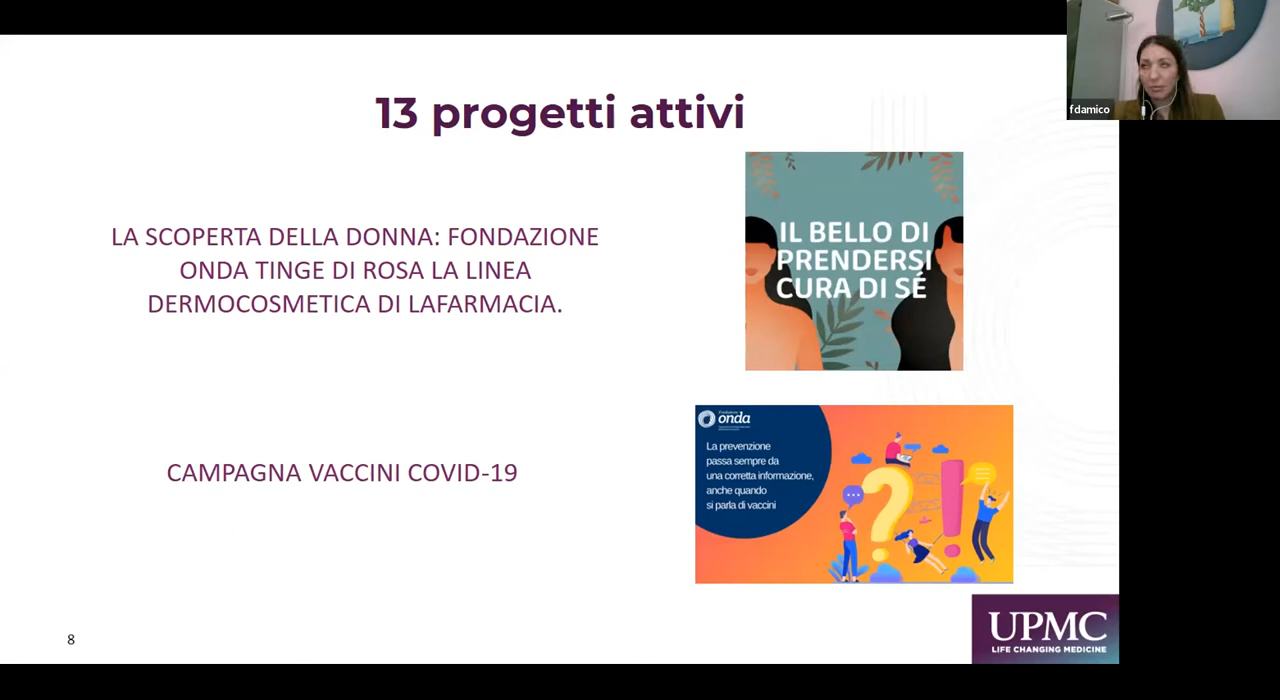 fdamico
13 progetti attivi
LA SCOPERTA DELLA DONNA: FONDAZIONE
ONDA TINGE DI ROSA LA LINEA
DERMOCOSMETICA DI LAFARMACIA.
IL BELLO DI
PRENDERSI
CURA DI SÉ
CAMPAGNA VACCINI COVID-19
Fondazione
onda
La prevenzione
passa sempre da
una corretta informazione,
anche quando
si parla di vaccini
8
UPMC
LIFE CHANGING MEDICINE